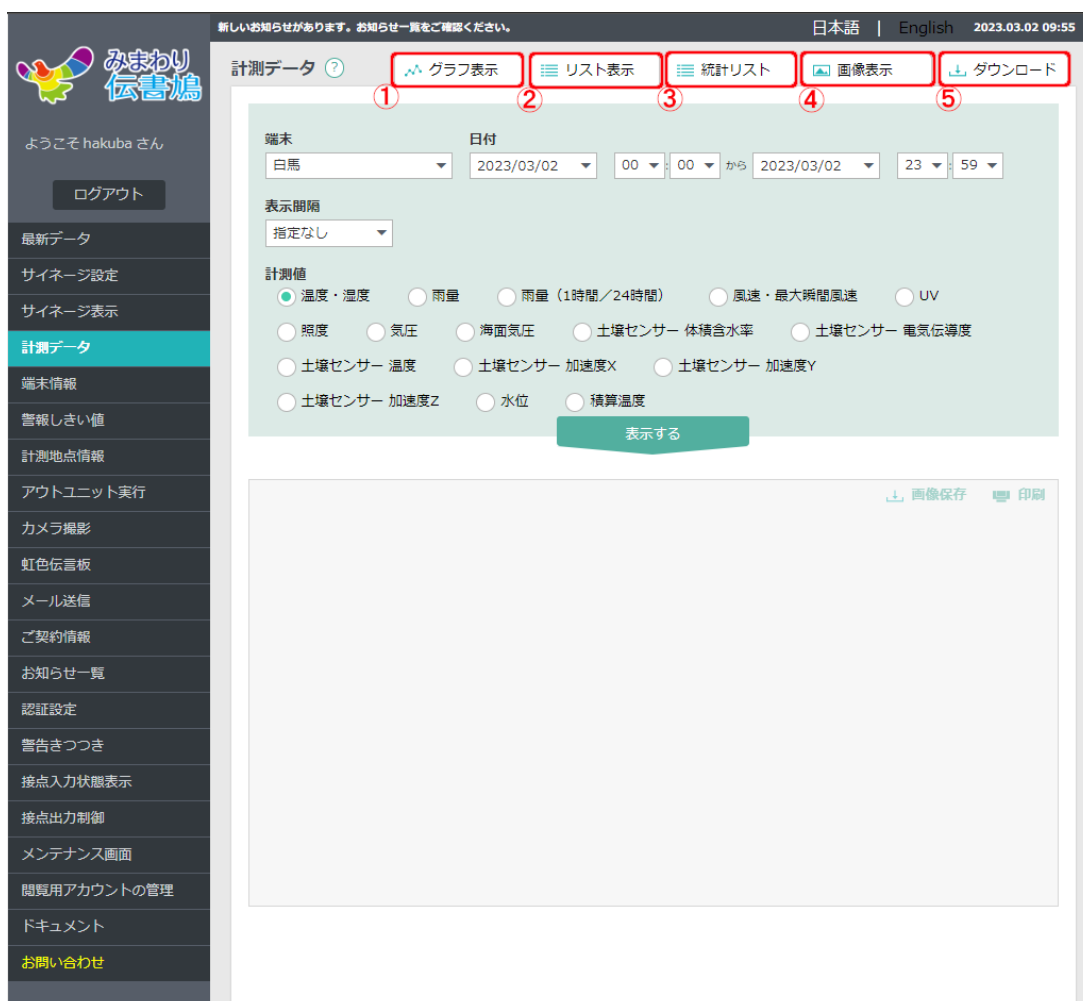 新しいお知らせがあります。お知らせ一覧をご確認ください。
日本語 | English 2023.03.02 09:55
みまわり
伝書鳩
ようこそ hakuba さん
ログアウト
最新データ
サイネージ設定
サイネージ表示
計測データ
端末情報
警報しきい値
計測地点情報
アウトユニット実行
カメラ撮影
虹色伝言板
メール送信
ご契約情報
お知らせ一覧
認証設定
警告きつつき
接点入力状態表示
接点出力制御
メンテナンス画面
閲覧用アカウントの管理
ドキュメント
お問い合わせ
計測データ ? グラフ表示 リスト表示 統計リスト 画像表示 ダウンロード
① ② ③ ④ ⑤
端末 日付
白馬 2023/03/02 00 : 00 から 2023/03/02 23 : 59
表示間隔
指定なし
計測値
温度・湿度 雨量 雨量（1時間／24時間） 風速・最大瞬間風速 UV
照度 気圧 海面気圧 土壌センサー 体積含水率 土壌センサー 電気伝導度
土壌センサー 温度 土壌センサー 加速度X 土壌センサー 加速度Y
土壌センサー 加速度Z 水位 積算温度
表示する
画像保存 印刷